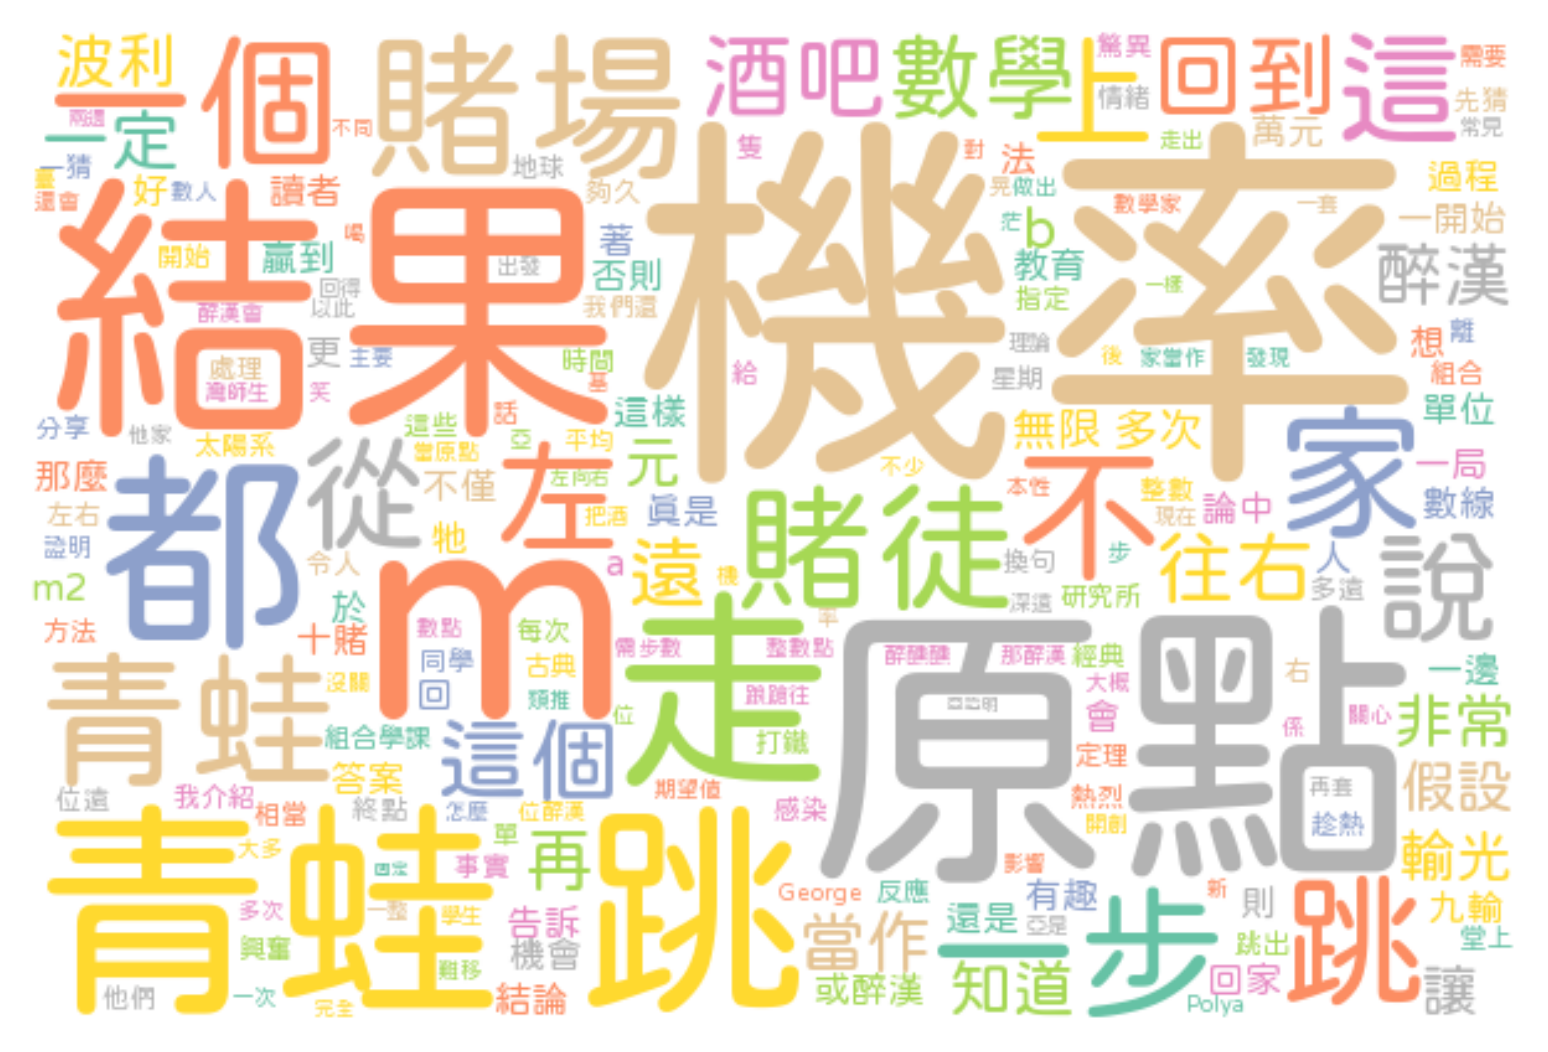 波利
一個
賭場
酒吧
數學
上
驚異
情緒
回到
這
需要
先猜
常見
兩週
一定
不同
地球
隻
走出
萬元
對
法
一猜
臺
還會
好
數人
讀者
夠久
晃
做出
過程
數學家
一套
一開始
結果
機率
喝
著
茫
b
開始
贏到
出發
否則
教育
醉漢
回得
以此
我們還
指定
一樣
醉漢會
更
主要
時間
理論
後
家當作
發現
想
離
處理
灣師生
笑
基
給
星期
組合
單位
分享
他家
話
這樣
無限
多次
家
太陽系
這些
當原點
亞
平均
元
不少
不
一局
那麼
都
從
不僅
左
左向右
本性
整數
論中
數線
左右
把酒
真是
賭徒
現在
證明
令人
牠
遠
換句
步
往右
人
說
m2
於
m
a
機
深遠
研究所
多遠
方法
十賭
數點
每次
走
率
原點
同學
古典
需步數
整數點
醉醺醺
那醉漢
經典
一邊
青蛙
沒關
回
類推
踉蹌往
大概
右
位
會
係
關心
非常
組合學課
這個
打鐵
定理
答案
期望值
假設
位遠
我介紹
相當
終點
怎麼
位醉漢
感染
熱烈
再套
開創
趁熱
青蛙
跳
大多
單
再
輸光
固定
事實
影響
George
反應
有趣
新
跳
多次
一整
學生
告訴
當作
還是
亞是
一步
則
九輸
興奮
難移
機會
跳出
堂上
他們
一次
完全
結論
或醉漢
知道
回家
Polya
讓